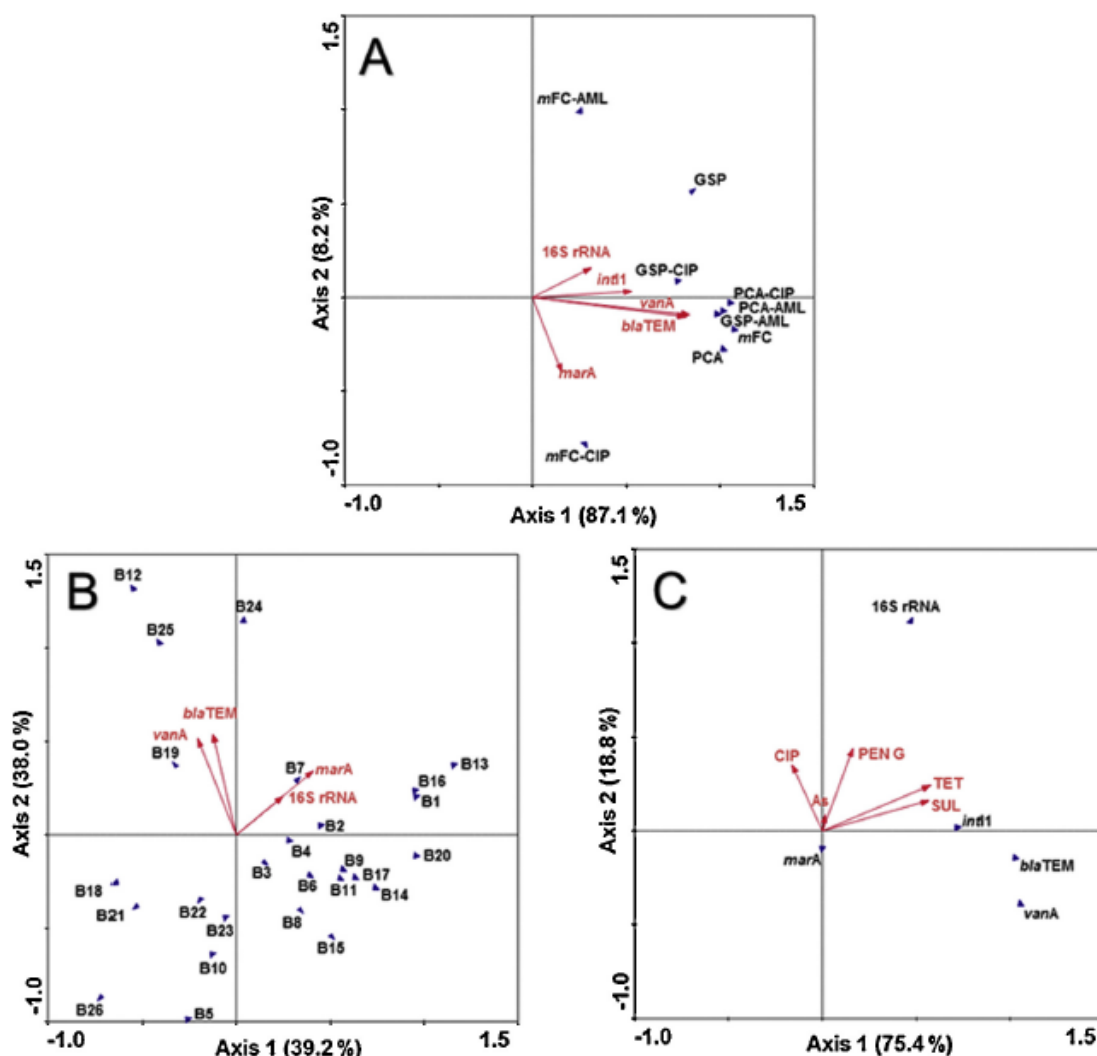 A
1.5
mFC-AML
GSP
16S rRNA
GSP-CIP
intI1
PCA-CIP
vanA
PCA-AML
blaTEM
GSP-AML
mFC
PCA
marA
mFC-CIP
Axis 2 (8.2 %)
-1.0
-1.0
1.5
Axis 1 (87.1 %)
B
1.5
B12
B24
B25
blaTEM
vanA
B19
B7
marA
B13
B16
16S rRNA
B1
B2
B4
B9
B20
B3
B17
B6
B11
B14
B18
B21
B22
B8
B23
B15
B10
B26
B5
Axis 2 (38.0 %)
-1.0
-1.0
1.5
Axis 1 (39.2 %)
C
1.5
16S rRNA
CIP
PEN G
TET
As
SUL
intI1
marA
blaTEM
vanA
Axis 2 (18.8 %)
-1.0
-1.0
1.5
Axis 1 (75.4 %)